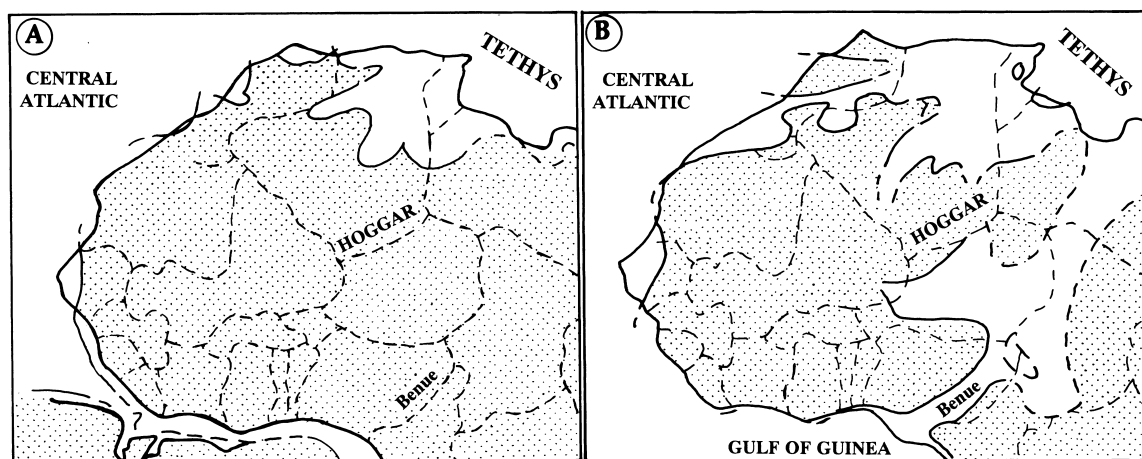 A
CENTRAL
ATLANTIC
TETHYS
HOGGAR
Benue
B
CENTRAL
ATLANTIC
TETHYS
HOGGAR
Benue
GULF OF GUINEA